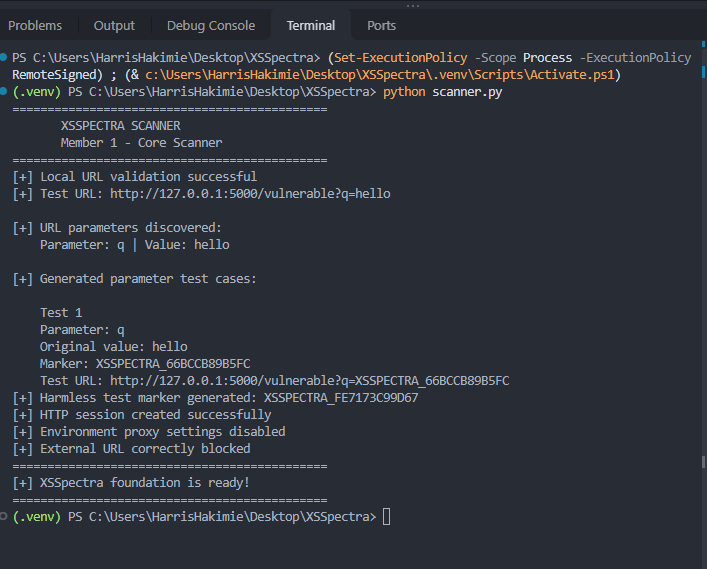 Problems Output Debug Console Terminal Ports
PS C:\Users\HarrisHakimie\Desktop\XSSpectra> (Set-ExecutionPolicy -Scope Process -ExecutionPolicy
RemoteSigned) ; (& c:\Users\HarrisHakimie\Desktop\XSSpectra\.venv\Scripts\Activate.ps1)
(.venv) PS C:\Users\HarrisHakimie\Desktop\XSSpectra> python scanner.py
=============================================
XSSPECTRA SCANNER
Member 1 - Core Scanner
=============================================
[+] Local URL validation successful
[+] Test URL: http://127.0.0.1:5000/vulnerable?q=hello
[+] URL parameters discovered:
Parameter: q | Value: hello
[+] Generated parameter test cases:
Test 1
Parameter: q
Original value: hello
Marker: XSSPECTRA_66BCCB89B5FC
Test URL: http://127.0.0.1:5000/vulnerable?q=XSSPECTRA_66BCCB89B5FC
[+] Harmless test marker generated: XSSPECTRA_FE7173C99D67
[+] HTTP session created successfully
[+] Environment proxy settings disabled
[+] External URL correctly blocked
=============================================
[+] XSSpectra foundation is ready!
=============================================
(.venv) PS C:\Users\HarrisHakimie\Desktop\XSSpectra>